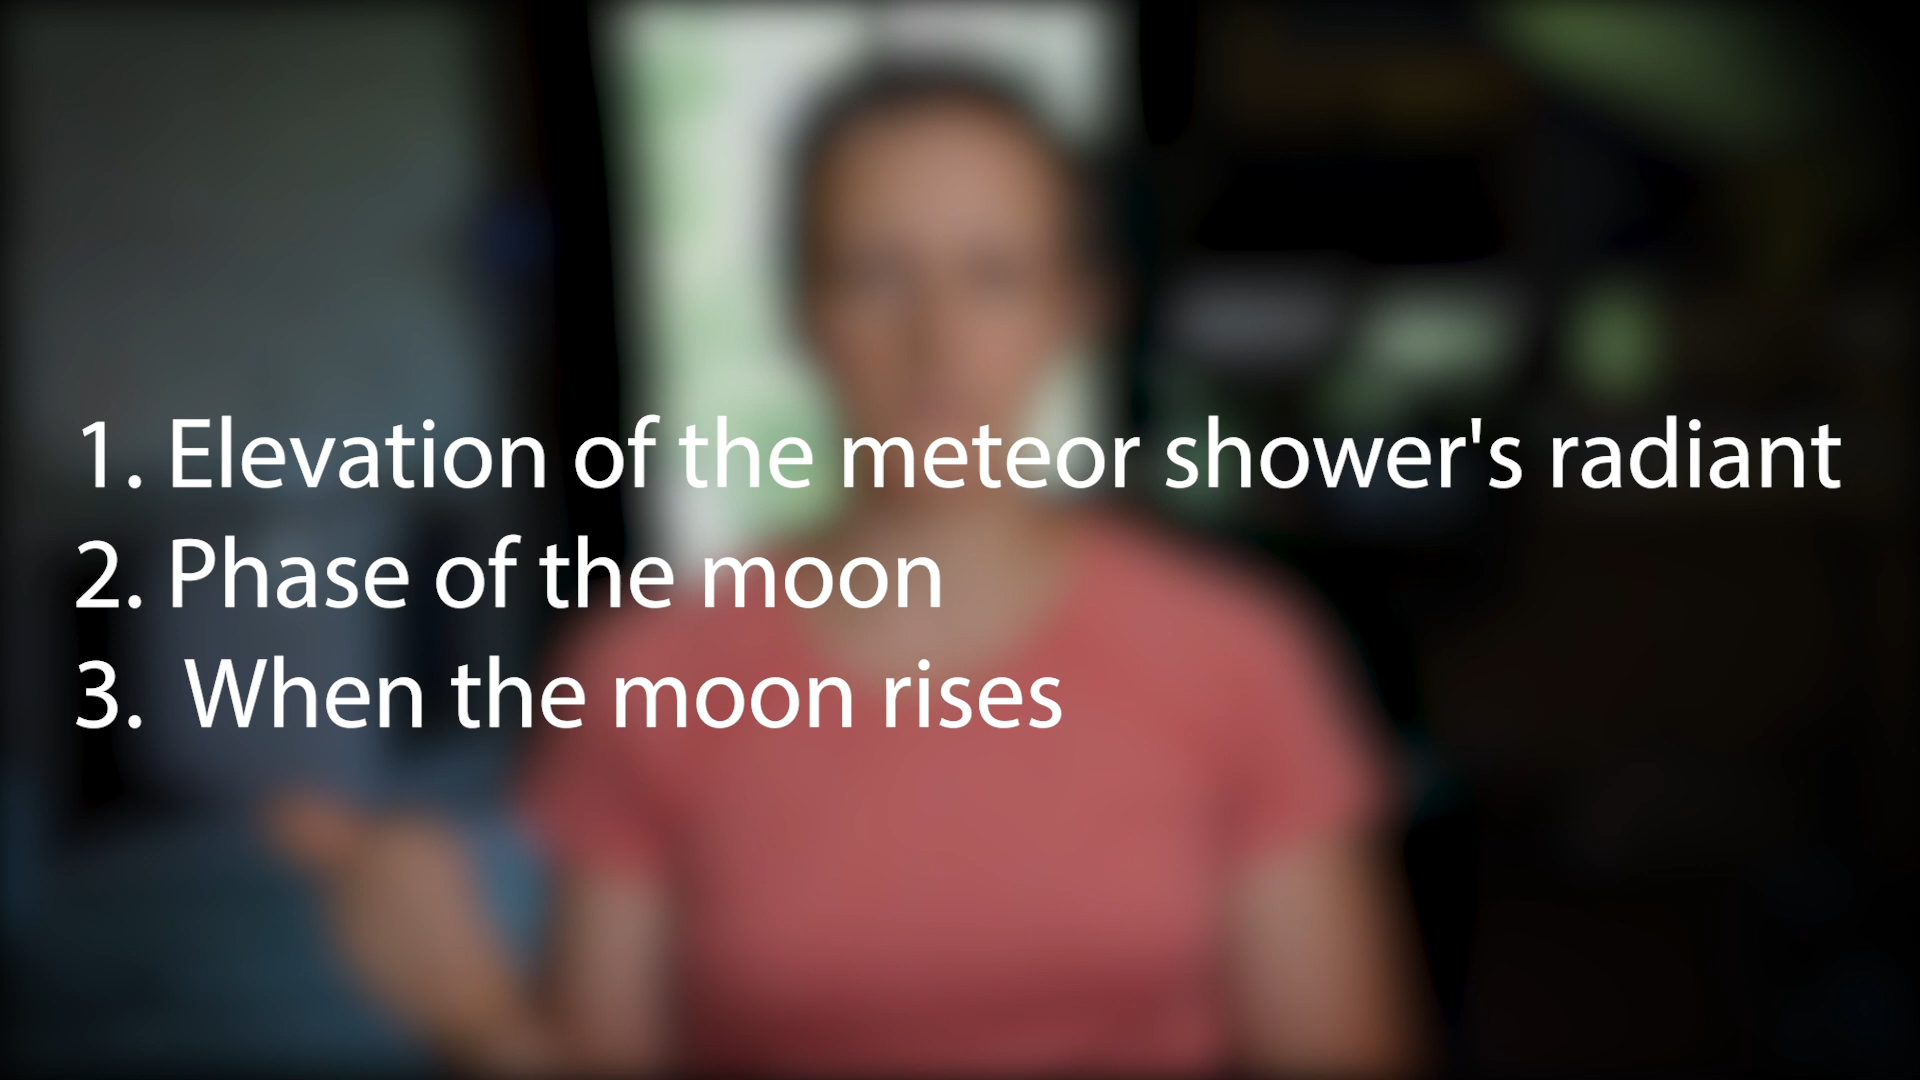 1. Elevation of the meteor shower's radiant
2. Phase of the moon
3. When the moon rises